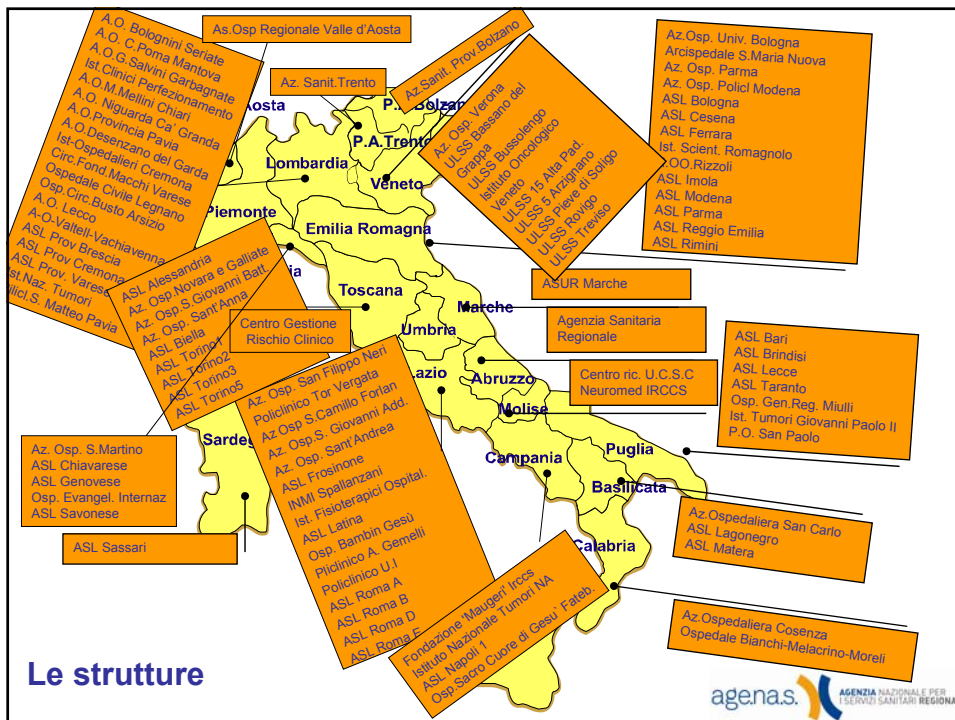 A.O. Bolognini Seriate
A.O. C.Poma Mantova
A.O.G.Salvini Garbagnate
Ist.Clinici Perfezionamento
A.O.M.Mellini Chiari
A.O. Niguarda Ca' Granda
A.O.Provincia Pavia
A.O.Desenzano del Garda
Ist-Ospedalieri Cremona
Circ.Fond.Macchi Varese
Ospedale Civile Legnano
Osp.Circ.Busto Arsizio
A.O. Lecco
A-O-Valtell-Vachiavenna
ASL Prov Brescia
ASL Prov Cremona
ASL Prov. Varese
Ist.Naz. Tumori
S. Matteo Pavia
As.Osp Regionale Valle d'Aosta
Az. Sanit.Trento
Az.Sanit. Prov.Bolzano
Az. Osp. Verona
ULSS Bassano del
Grappa
ULSS Bussolengo
Istituto Oncologico
Veneto
ULSS 15 Alta Pad.
ULSS 5 Arzignano
ULSS Pieve di Soligo
ULSS Rovigo
ULSS Treviso
Az.Osp. Univ. Bologna
Arcispedale S.Maria Nuova
Az. Osp. Parma
Az. Osp. Policl Modena
ASL Bologna
ASL Cesena
ASL Ferrara
Ist. Scient. Romagnolo
OO.Rizzoli
ASL Imola
ASL Modena
ASL Parma
ASL Reggio Emilia
ASL Rimini
Aosta
P.A.Trento
Lombardia
Veneto
Piemonte
Emilia Romagna
Toscana
Marche
Umbria
Abruzzo
Molise
Campania
Puglia
Basilicata
Calabria
ASL Alessandria
Az. Osp.Novara e Galliate
Az. Osp.S.Giovanni Batt.
Az. Osp. Sant'Anna
ASL Biella
ASL Torino1
ASL Torino2
ASL Torino3
ASL Torino5
Centro Gestione
Rischio Clinico
ASUR Marche
Agenzia Sanitaria
Regionale
Centro ric. U.C.S.C
Neuromed IRCCS
ASL Bari
ASL Brindisi
ASL Lecce
ASL Taranto
Osp. Gen.Reg. Miulli
Ist. Tumori Giovanni Paolo II
P.O. San Paolo
Az. Osp. San Filippo Neri
Policlinico Tor Vergata
Az Osp S.Camillo Forlan
Az. Osp.S. Giovanni Add.
Az. Osp. Sant'Andrea
ASL Frosinone
INMI Spallanzani
Ist. Fisioterapici Ospital.
ASL Latina
Osp. Bambin Gesù
Pliclinico A. Gemelli
Policlinico U.I
ASL Roma A
ASL Roma B
ASL Roma D
ASL Roma E
Az. Osp. S.Martino
ASL Chiavarese
ASL Genovese
Osp. Evangel. Internaz
ASL Savonese
ASL Sassari
Az.Ospedaliera San Carlo
ASL Lagonegro
ASL Matera
Fondazione 'Maugeri' Irccs
Istituto Nazionale Tumori NA
ASL Napoli 1
Osp.Sacro Cuore di Gesu` Fateb.
Az.Ospedaliera Cosenza
Ospedale Bianchi-Melacrino-Moreli
Le strutture
age.na.s.
AGENZIA NAZIONALE PER
I SERVIZI SANITARI REGIONA